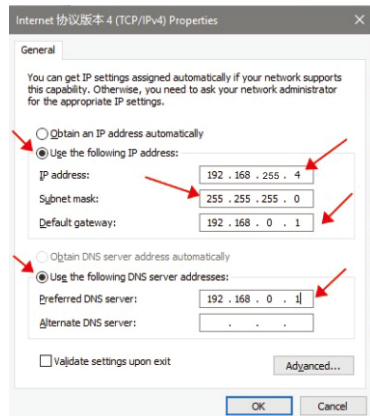 Internet 协议版本 4 (TCP/IPv4) Properties
General
You can get IP settings assigned automatically if your network supports
this capability. Otherwise, you need to ask your network administrator
for the appropriate IP settings.
Obtain an IP address automatically
Use the following IP address:
IP address: 192 . 168 . 255 . 4
Subnet mask: 255 . 255 . 255 . 0
Default gateway: 192 . 168 . 0 . 1
Obtain DNS server address automatically
Use the following DNS server addresses:
Preferred DNS server: 192 . 168 . 0 . 1
Alternate DNS server: . . .
Validate settings upon exit
Advanced...
OK Cancel